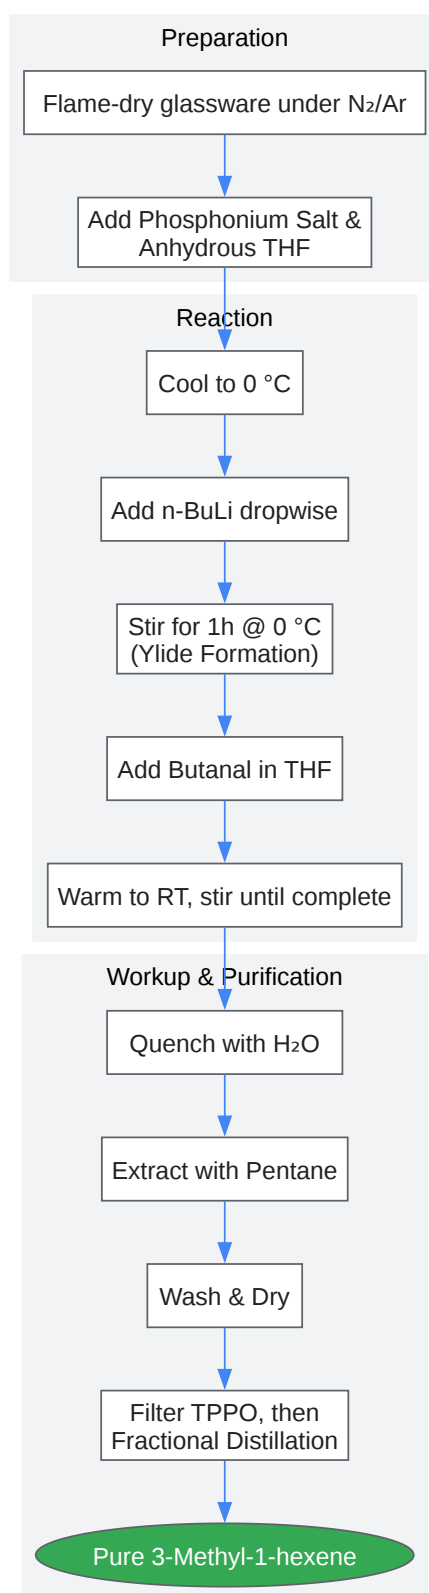 Preparation
Flame-dry glassware under N₂/Ar
Add Phosphonium Salt &
Anhydrous THF
Reaction
Cool to 0 °C
Add n-BuLi dropwise
Stir for 1h @ 0 °C
(Ylide Formation)
Add Butanal in THF
Warm to RT, stir until complete
Workup & Purification
Quench with H₂O
Extract with Pentane
Wash & Dry
Filter TPPO, then
Fractional Distillation
Pure 3-Methyl-1-hexene